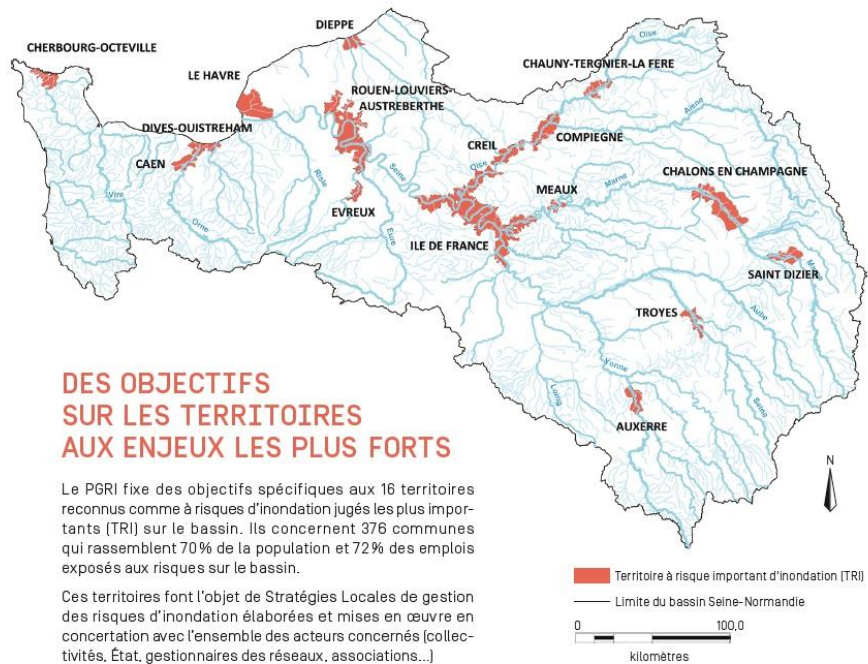 DIEPPE
CHERBOURG-OCTEVILLE
CHAUNY-TERGNIER-LA FERE
Oise
LE HAVRE
ROUEN-LOUVIERS-
AUSTREBERTHE
Aisne
DIVES-OUISTREHAM
COMPIEGNE
CREIL
CAEN
Seine
Oise
CHALONS EN CHAMPAGNE
Risle
MEAUX
Marne
Vire
EVREUX
Orne
Eure
ILE DE FRANCE
SAINT DIZIER
TROYES
Aube
Yonne
Loing
Seine
AUXERRE
DES OBJECTIFS
SUR LES TERRITOIRES
AUX ENJEUX LES PLUS FORTS
Le PGRI fixe des objectifs spécifiques aux 16 territoires
reconnus comme à risques d'inondation jugés les plus impor-
tants (TRI) sur le bassin. Ils concernent 376 communes
qui rassemblent 70% de la population et 72% des emplois
exposés aux risques sur le bassin.
Ces territoires font l'objet de Stratégies Locales de gestion
des risques d'inondation élaborées et mises en œuvre en
concertation avec l'ensemble des acteurs concernés (collec-
tivités, État, gestionnaires des réseaux, associations...)
N
Territoire à risque important d'inondation (TRI)
Limite du bassin Seine-Normandie
0 100,0
kilomètres